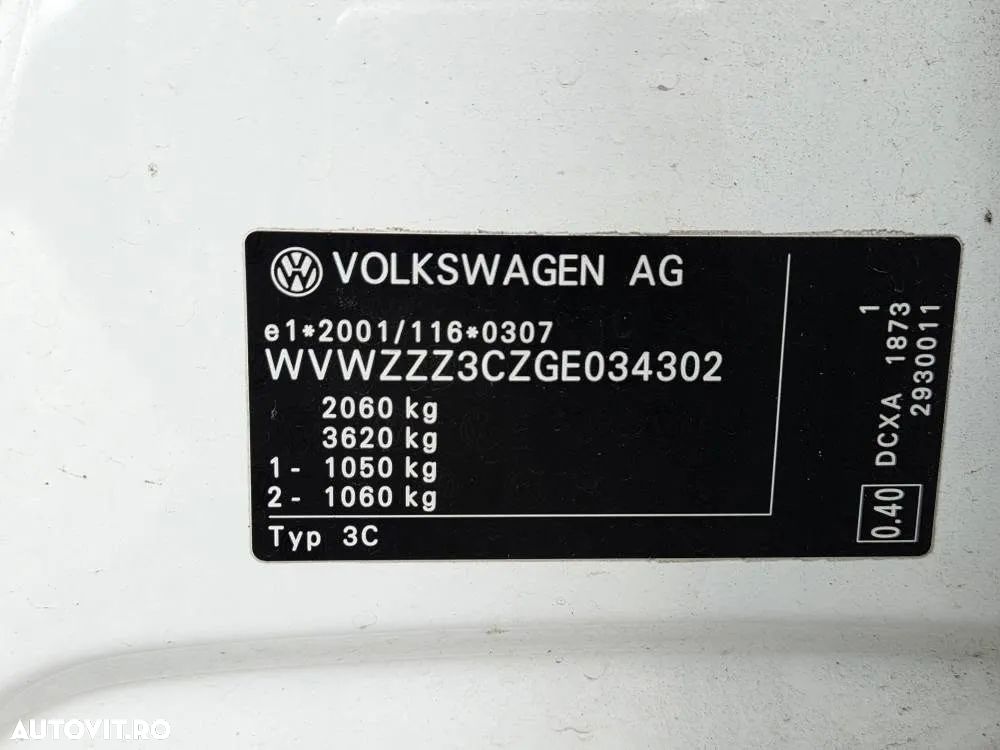 VOLKSWAGEN AG
e1*2001/116*0307
WVWZZZ3CZGE034302
2060 kg
3620 kg
1- 1050 kg
2- 1060 kg
Typ 3C
1
DCXA 1873
2930011
0.40
AUTOVIT.RO